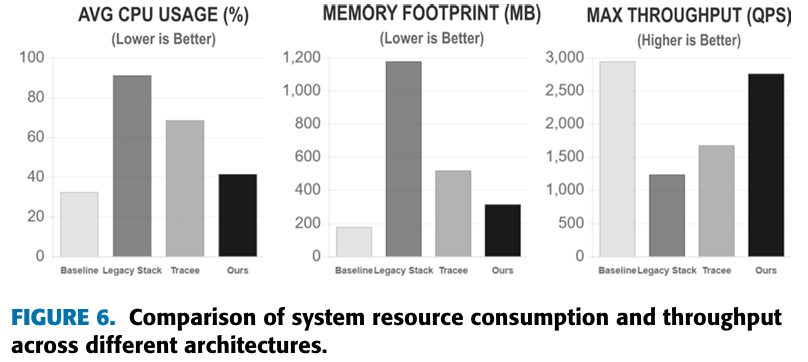 AVG CPU USAGE (%)
(Lower is Better)
100
80
60
40
20
0
Baseline Legacy Stack Tracee Ours
MEMORY FOOTPRINT (MB)
(Lower is Better)
1,200
1,000
800
600
400
200
Baseline Legacy Stack Tracee Ours
MAX THROUGHPUT (QPS)
(Higher is Better)
3,000
2,500
2,000
1,500
1,000
500
0
Baseline Legacy Stack Tracee Ours
FIGURE 6. Comparison of system resource consumption and throughput
across different architectures.